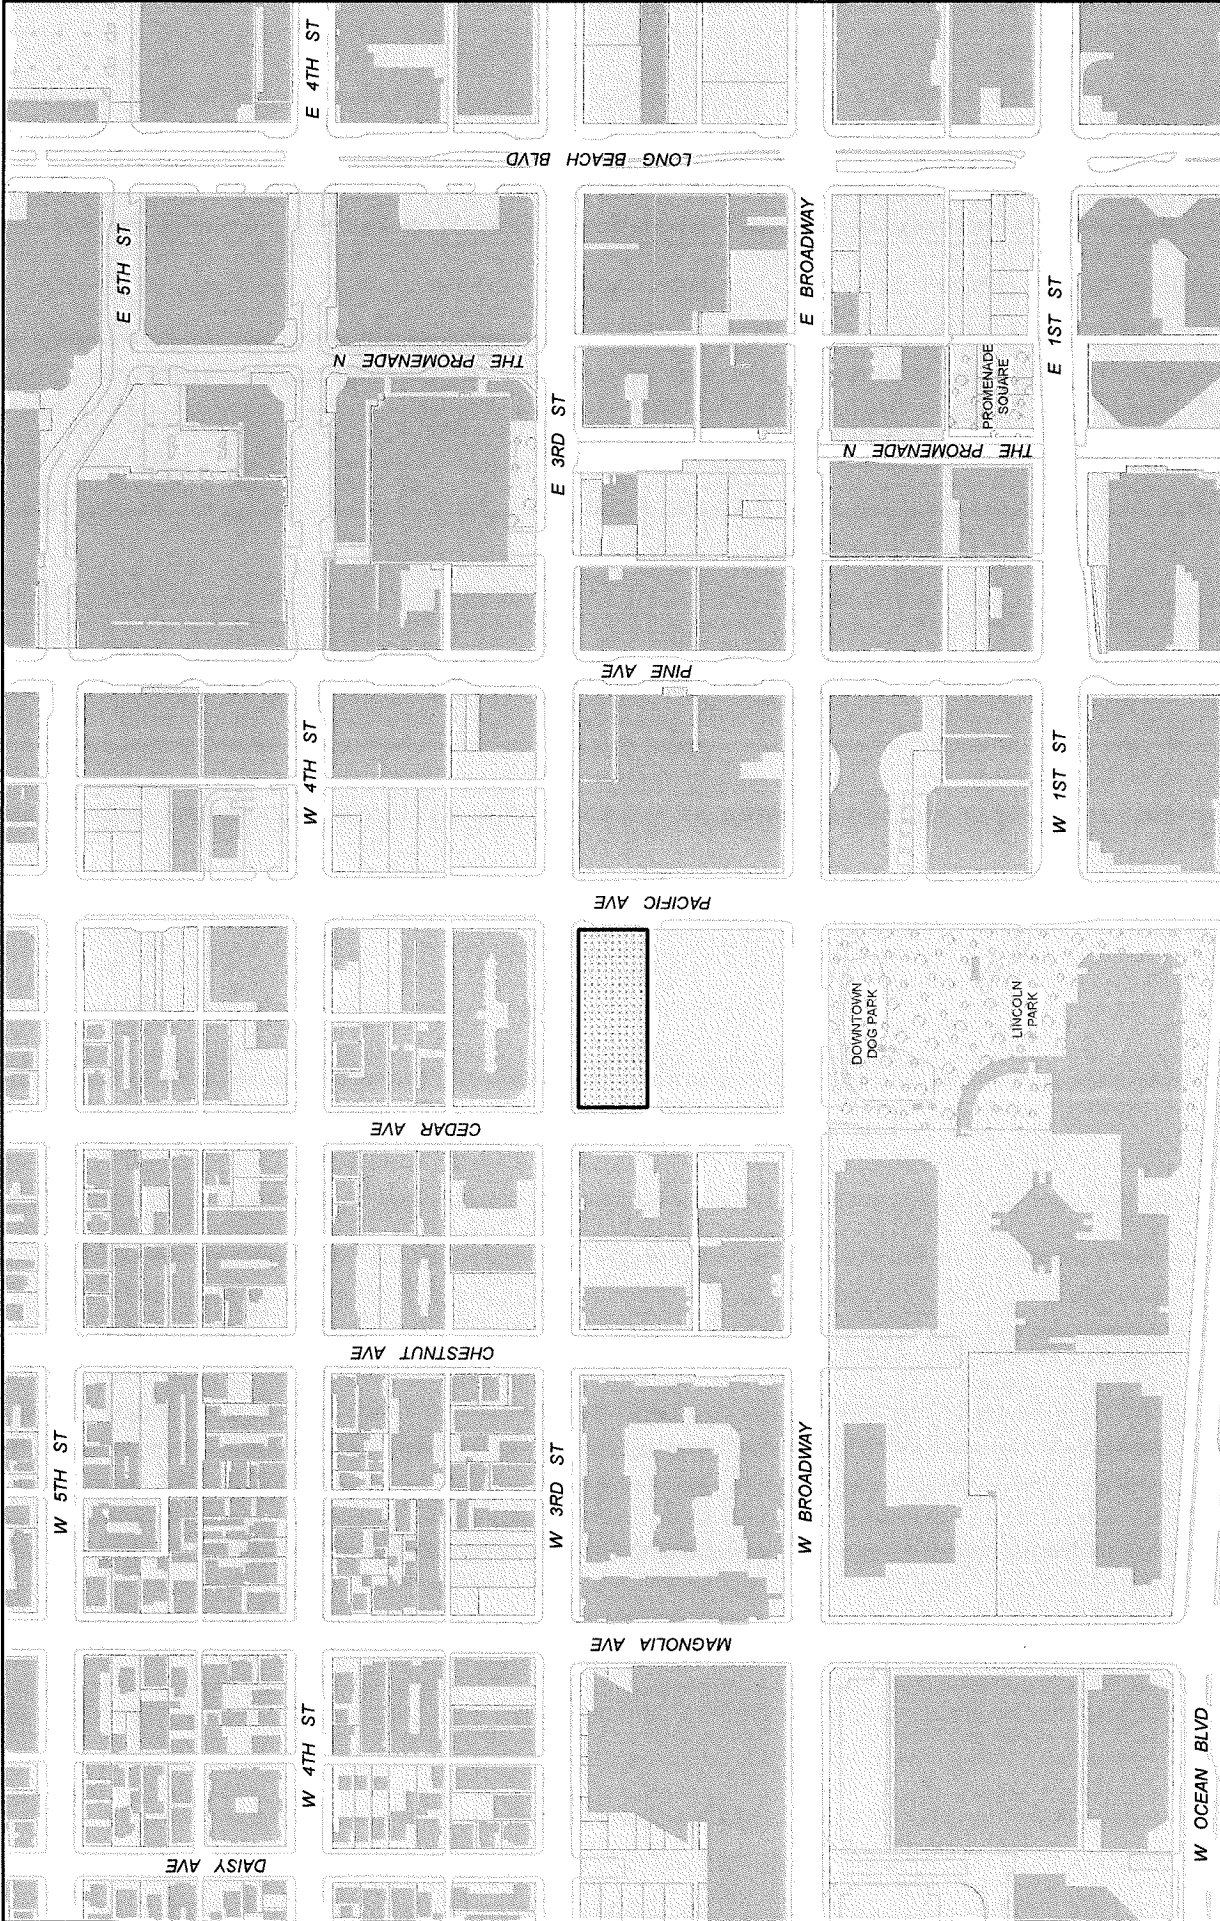 E 4TH ST
LONG BEACH BLVD
E 5TH ST
E BROADWAY
E 1ST ST
THE PROMENADE N
PROMENADE
SQUARE
E 3RD ST
THE PROMENADE N
PINE AVE
W 4TH ST
W 1ST ST
PACIFIC AVE
DOWNTOWN
DOG PARK
LINCOLN
PARK
CEDAR AVE
CHESTNUT AVE
W 5TH ST
W 3RD ST
W BROADWAY
MAGNOLIA AVE
W 4TH ST
W OCEAN BLVD
DAISY AVE